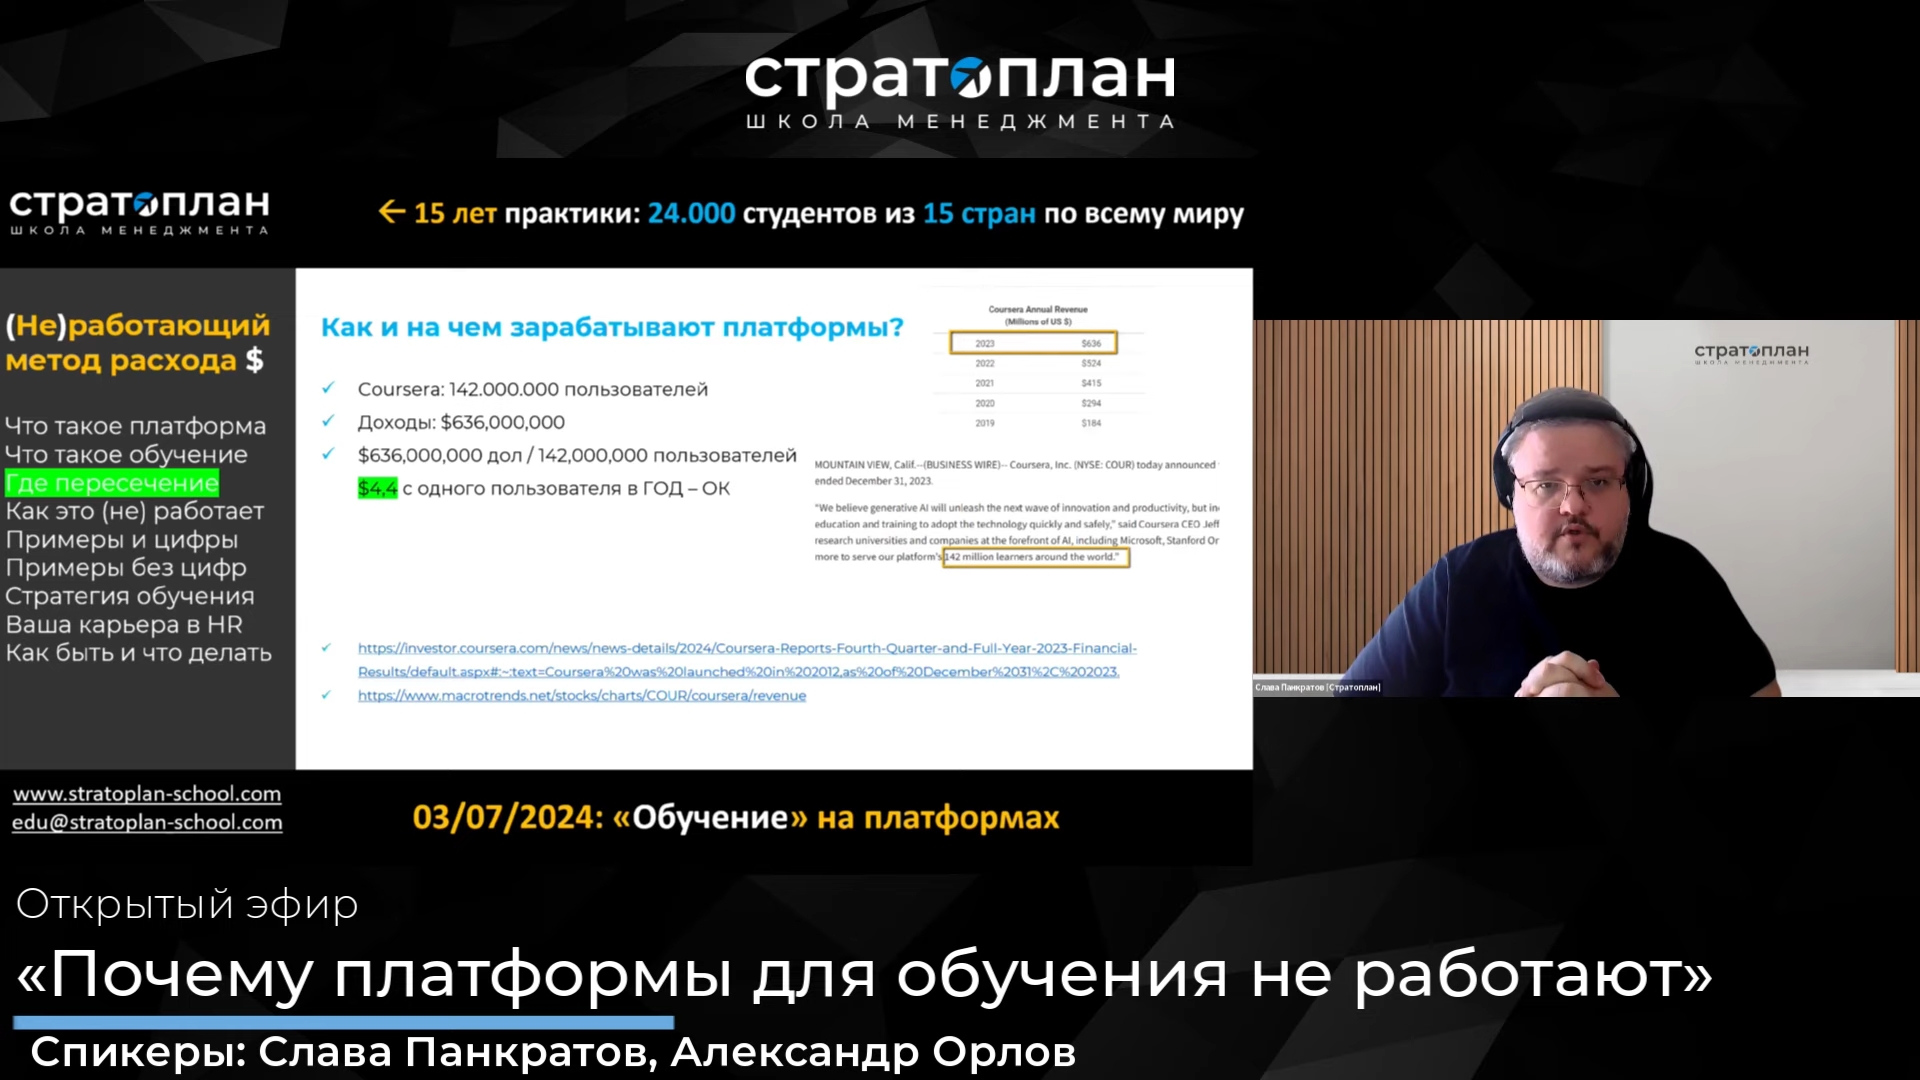 стратоплан
ШКОЛА МЕНЕДЖМЕНТА
стратоплан
ШКОЛА МЕНЕДЖМЕНТА
← 15 лет практики: 24.000 студентов из 15 стран по всему миру
(Не)работающий
метод расхода $
Что такое платформа
Что такое обучение
Где пересечение
Как это (не) работает
Примеры и цифры
Примеры без цифр
Стратегия обучения
Ваша карьера в HR
Как быть и что делать
Как и на чем зарабатывают платформы?
✓ Coursera: 142.000.000 пользователей
✓ Доходы: $636,000,000
✓ $636,000,000 дол / 142,000,000 пользователей
$4,4 с одного пользователя в ГОД – ОК
Coursera Annual Revenue
(Millions of US $)
2023 $636
2022 $524
2021 $415
2020 $294
2019 $184
MOUNTAIN VIEW, Calif.--(BUSINESS WIRE)-- Coursera, Inc. (NYSE: COUR) today announced
ended December 31, 2023.
"We believe generative AI will unleash the next wave of innovation and productivity, but in
education and training to adopt the technology quickly and safely," said Coursera CEO Jeff
research universities and companies at the forefront of AI, including Microsoft, Stanford Or
more to serve our platform's 142 million learners around the world."
✓ https://investor.coursera.com/news/news-details/2024/Coursera-Reports-Fourth-Quarter-and-Full-Year-2023-Financial-
Results/default.aspx#:~:text=Coursera%20was%20launched%20in%202012,as%20of%20December%2031%2C%202023.
✓ https://www.macrotrends.net/stocks/charts/COUR/coursera/revenue
стратоплан
ШКОЛА МЕНЕДЖМЕНТА
Слава Панкратов [Стратоплан]
www.stratoplan-school.com
edu@stratoplan-school.com
03/07/2024: «Обучение» на платформах
Открытый эфир
«Почему платформы для обучения не работают»
Спикеры: Слава Панкратов, Александр Орлов